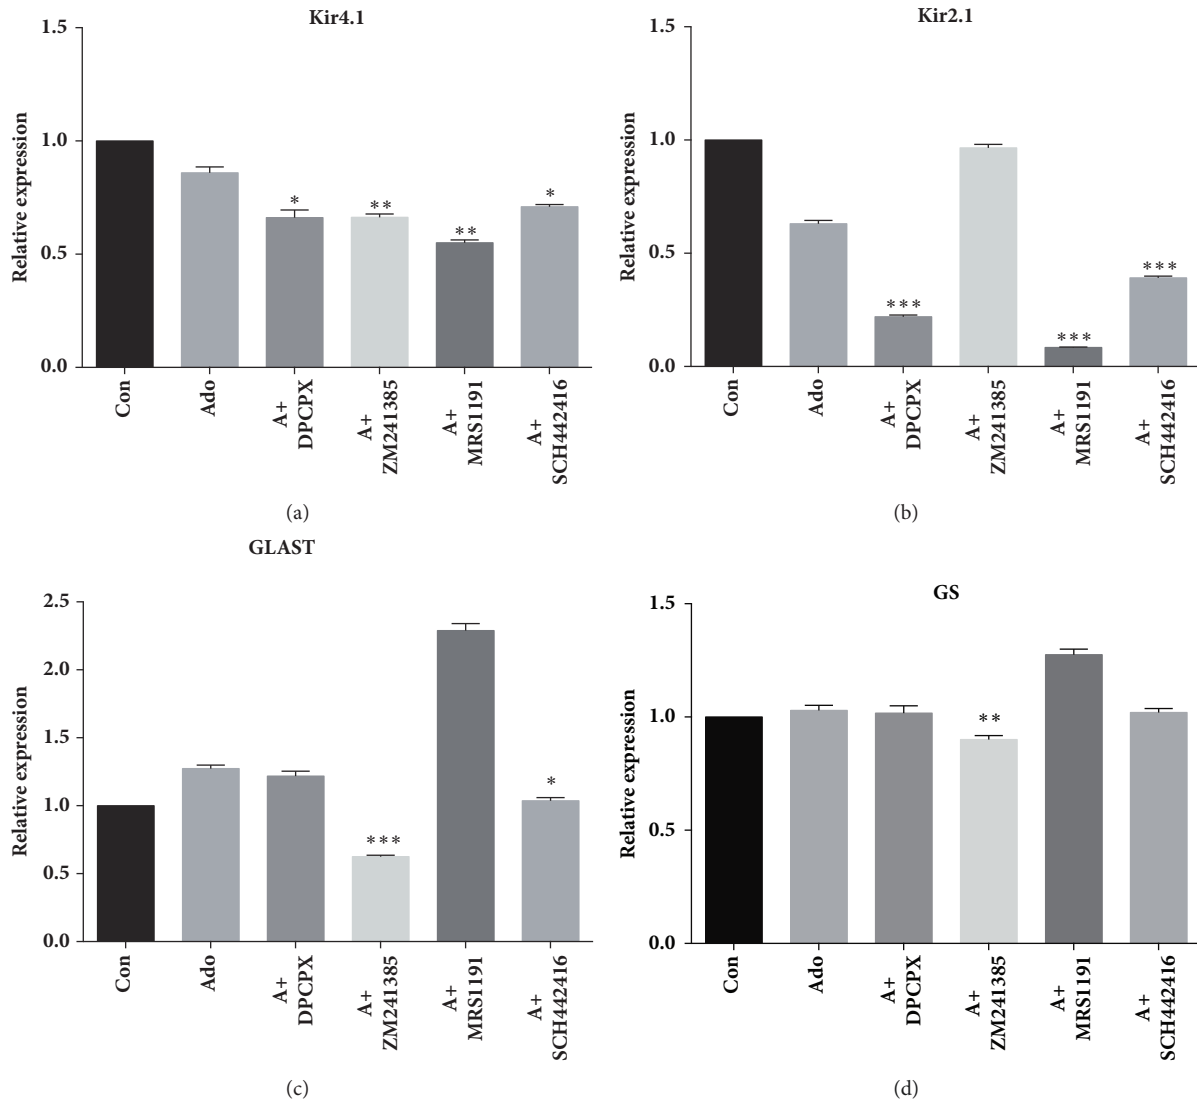 Kir4.1
Relative expression
1.5
1.0
0.5
0.0
*
**
**
*
Con
Ado
A+
DPCPX
A+
ZM241385
A+
MRS1191
A+
SCH442416
(a)
Kir2.1
Relative expression
1.5
1.0
0.5
0.0
***
***
***
Con
Ado
A+
DPCPX
A+
ZM241385
A+
MRS1191
A+
SCH442416
(b)
GLAST
Relative expression
2.5
2.0
1.5
1.0
0.5
0.0
***
*
Con
Ado
A+
DPCPX
A+
ZM241385
A+
MRS1191
A+
SCH442416
(c)
GS
Relative expression
1.5
1.0
0.5
0.0
**
Con
Ado
A+
DPCPX
A+
ZM241385
A+
MRS1191
A+
SCH442416
(d)